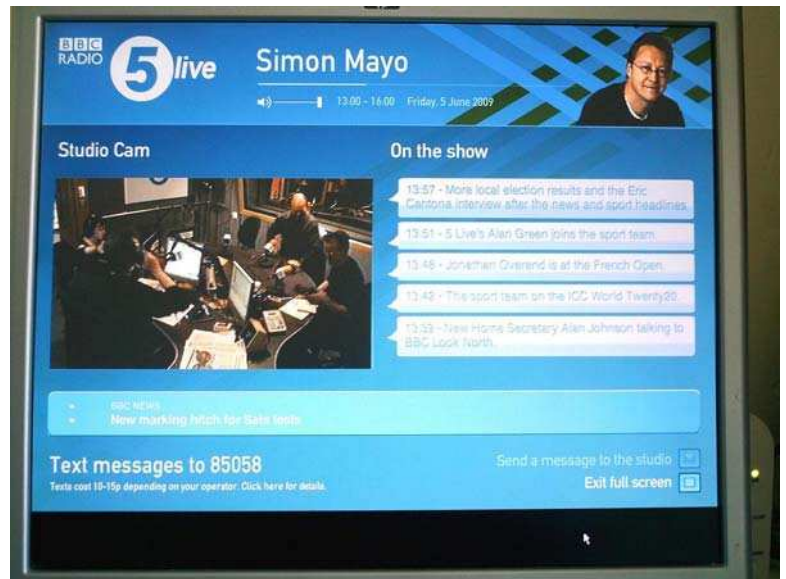 BBC
RADIO
5 live
Simon Mayo
13:00 - 16:00 Friday, 5 June 2009
Studio Cam
On the show
13:57 - More local election results and the Eric
Cantona interview after the news and sport headlines.
13:51 - 5 Live's Alan Green joins the sport team.
13:46 - Jonathan Overend is at the French Open.
13:42 - The sport team on the ICC World Twenty20.
13:39 - New Home Secretary Alan Johnson talking to
BBC Look North.
BBC NEWS
New marking hitch for Sats tests
Text messages to 85058
Texts cost 10-15p depending on your operator. Click here for details.
Send a message to the studio
Exit full screen